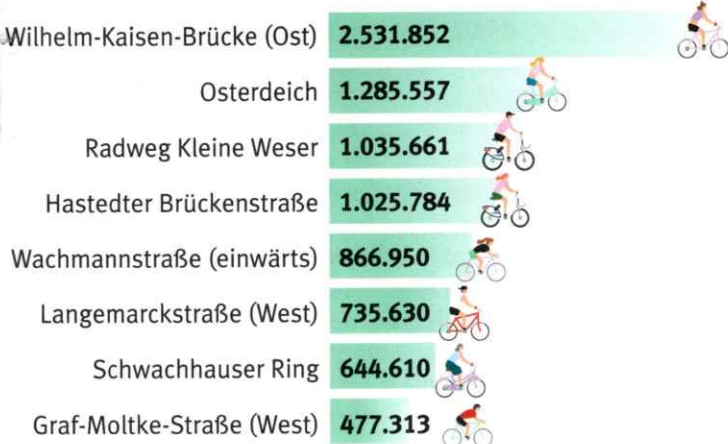 Wilhelm-Kaisen-Brücke (Ost) 2.531.852
Osterdeich 1.285.557
Radweg Kleine Weser 1.035.661
Hastedter Brückenstraße 1.025.784
Wachmannstraße (einwärts) 866.950
Langemarckstraße (West) 735.630
Schwachhauser Ring 644.610
Graf-Moltke-Straße (West) 477.313